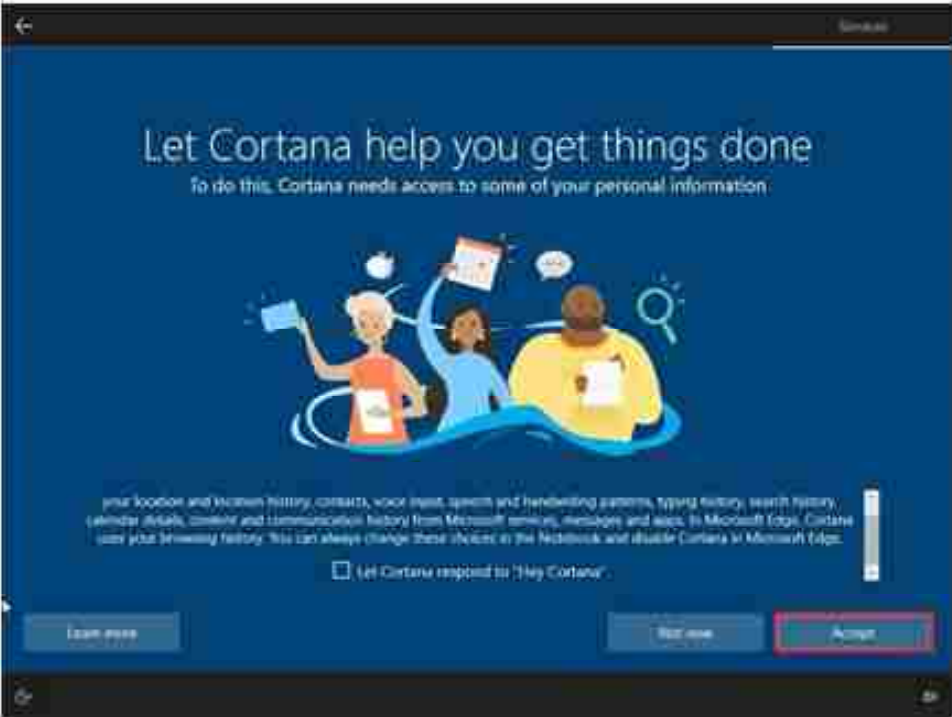 Services
Let Cortana help you get things done
To do this, Cortana needs access to some of your personal information
your location and location history, contacts, voice input, speech and handwriting patterns, typing history, search history,
calendar details, content and communication history from Microsoft services, messages and apps. In Microsoft Edge, Cortana
uses your browsing history. You can always change these choices in the Notebook and disable Cortana in Microsoft Edge.
Let Cortana respond to "Hey Cortana"
Learn more
Not now
Accept